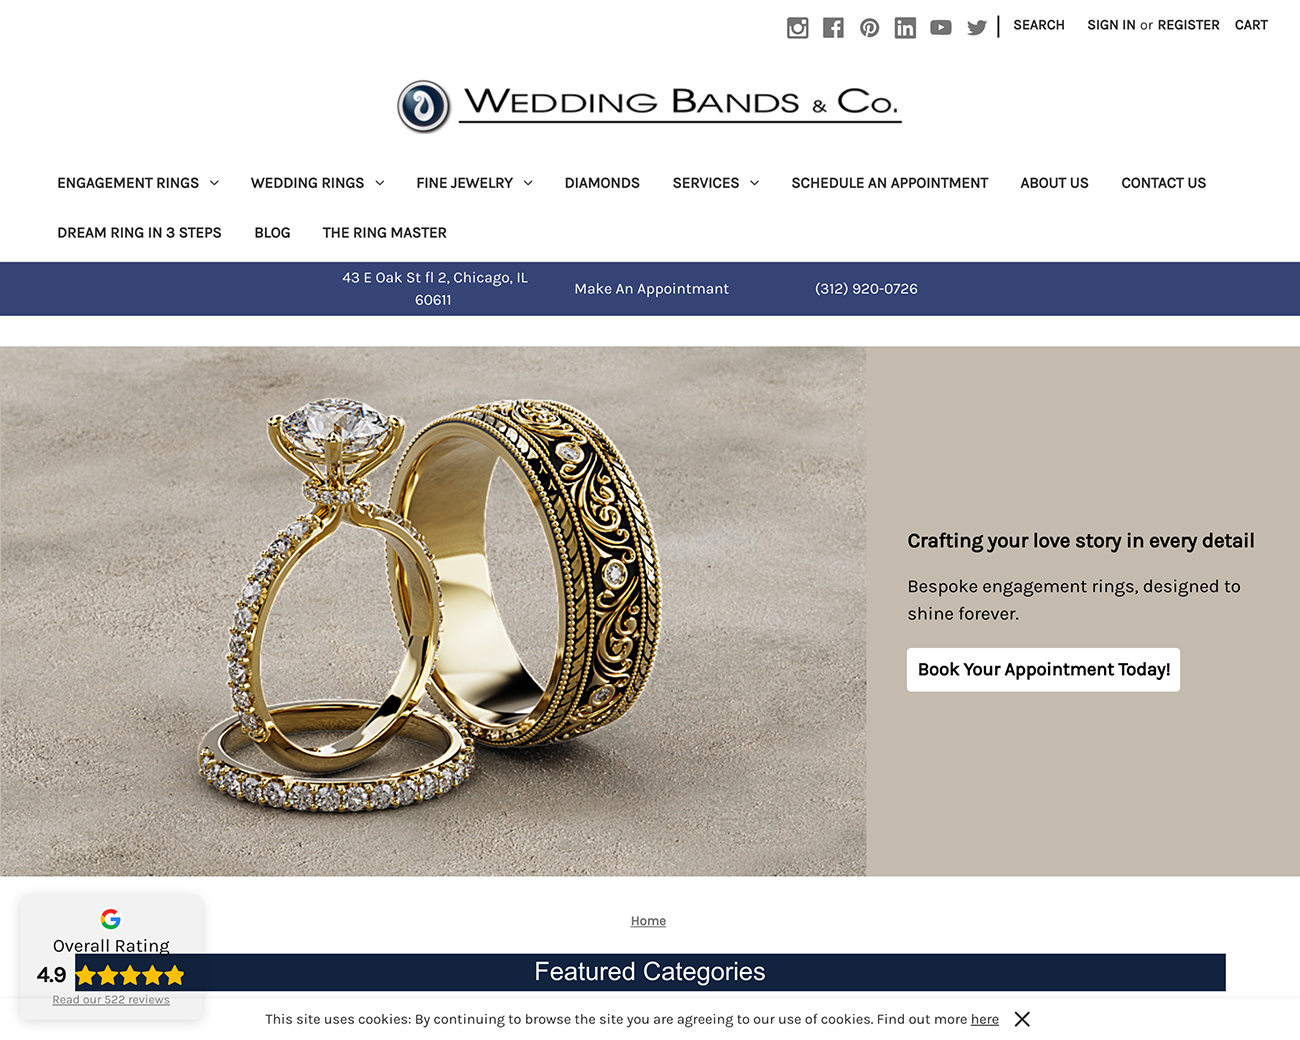 SEARCH
SIGN IN or REGISTER
CART
WEDDING BANDS & CO.
ENGAGEMENT RINGS
WEDDING RINGS
FINE JEWELRY
DIAMONDS
SERVICES
SCHEDULE AN APPOINTMENT
ABOUT US
CONTACT US
DREAM RING IN 3 STEPS
BLOG
THE RING MASTER
43 E Oak St fl 2, Chicago, IL
60611
Make An Appointmant
(312) 920-0726
Crafting your love story in every detail
Bespoke engagement rings, designed to
shine forever.
Book Your Appointment Today!
Home
Overall Rating
4.9
Read our 522 reviews
Featured Categories
This site uses cookies: By continuing to browse the site you are agreeing to our use of cookies. Find out more here